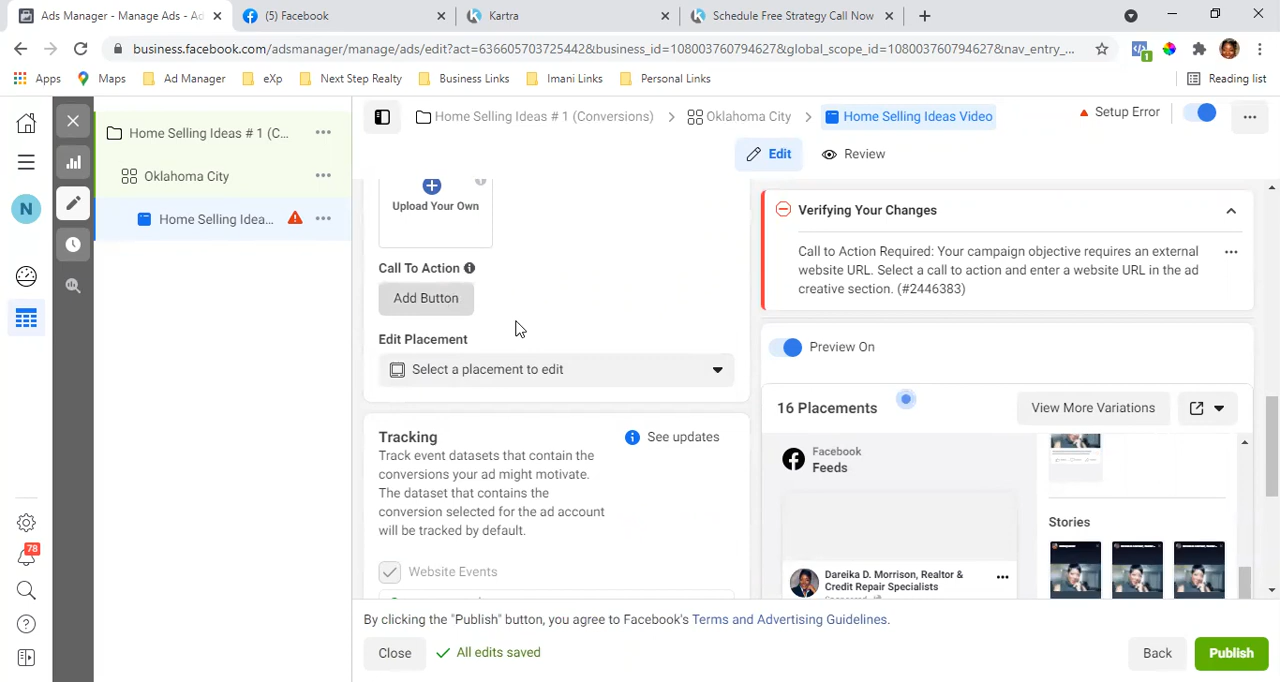 Ads Manager - Manage Ads - Ad
(5) Facebook
Kartra
Schedule Free Strategy Call Now
business.facebook.com/adsmanager/manage/ads/edit?act=636605703725442&business_id=108003760794627&global_scope_id=108003760794627&nav_entry_...
1
Apps
Maps
Ad Manager
eXp
Next Step Realty
Business Links
Imani Links
Personal Links
Reading list
Home Selling Ideas # 1 (C...
Oklahoma City
Home Selling Idea...
N
78
Home Selling Ideas # 1 (Conversions)
Oklahoma City
Home Selling Ideas Video
Setup Error
Edit
Review
Upload Your Own
Call To Action
Add Button
Edit Placement
Select a placement to edit
Tracking
See updates
Track event datasets that contain the
conversions your ad might motivate.
The dataset that contains the
conversion selected for the ad account
will be tracked by default.
Website Events
Verifying Your Changes
Call to Action Required: Your campaign objective requires an external
website URL. Select a call to action and enter a website URL in the ad
creative section. (#2446383)
Preview On
16 Placements
View More Variations
Facebook
Feeds
Dareika D. Morrison, Realtor &
Credit Repair Specialists
Stories
By clicking the "Publish" button, you agree to Facebook's Terms and Advertising Guidelines.
Close
All edits saved
Back
Publish